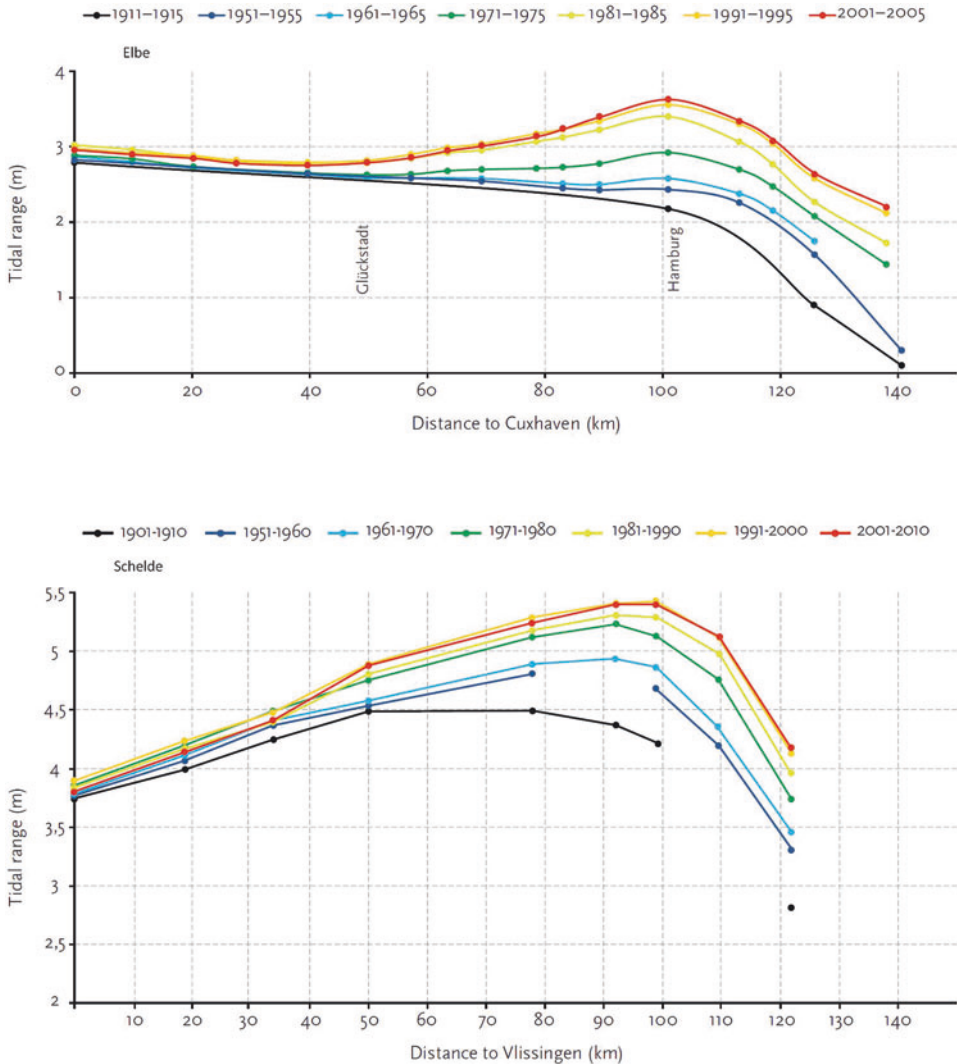 1911–1915 1951–1955 1961–1965 1971–1975 1981–1985 1991–1995 2001–2005
Elbe
4
3
2
1
0
Tidal range (m)
Glückstadt
Hamburg
0 20 40 60 80 100 120 140
Distance to Cuxhaven (km)
1901-1910 1951-1960 1961-1970 1971-1980 1981-1990 1991-2000 2001-2010
Schelde
5,5
5
4,5
4
3,5
3
2,5
2
Tidal range (m)
10 20 30 40 50 60 70 80 90 100 110 120 130 140
Distance to Vlissingen (km)